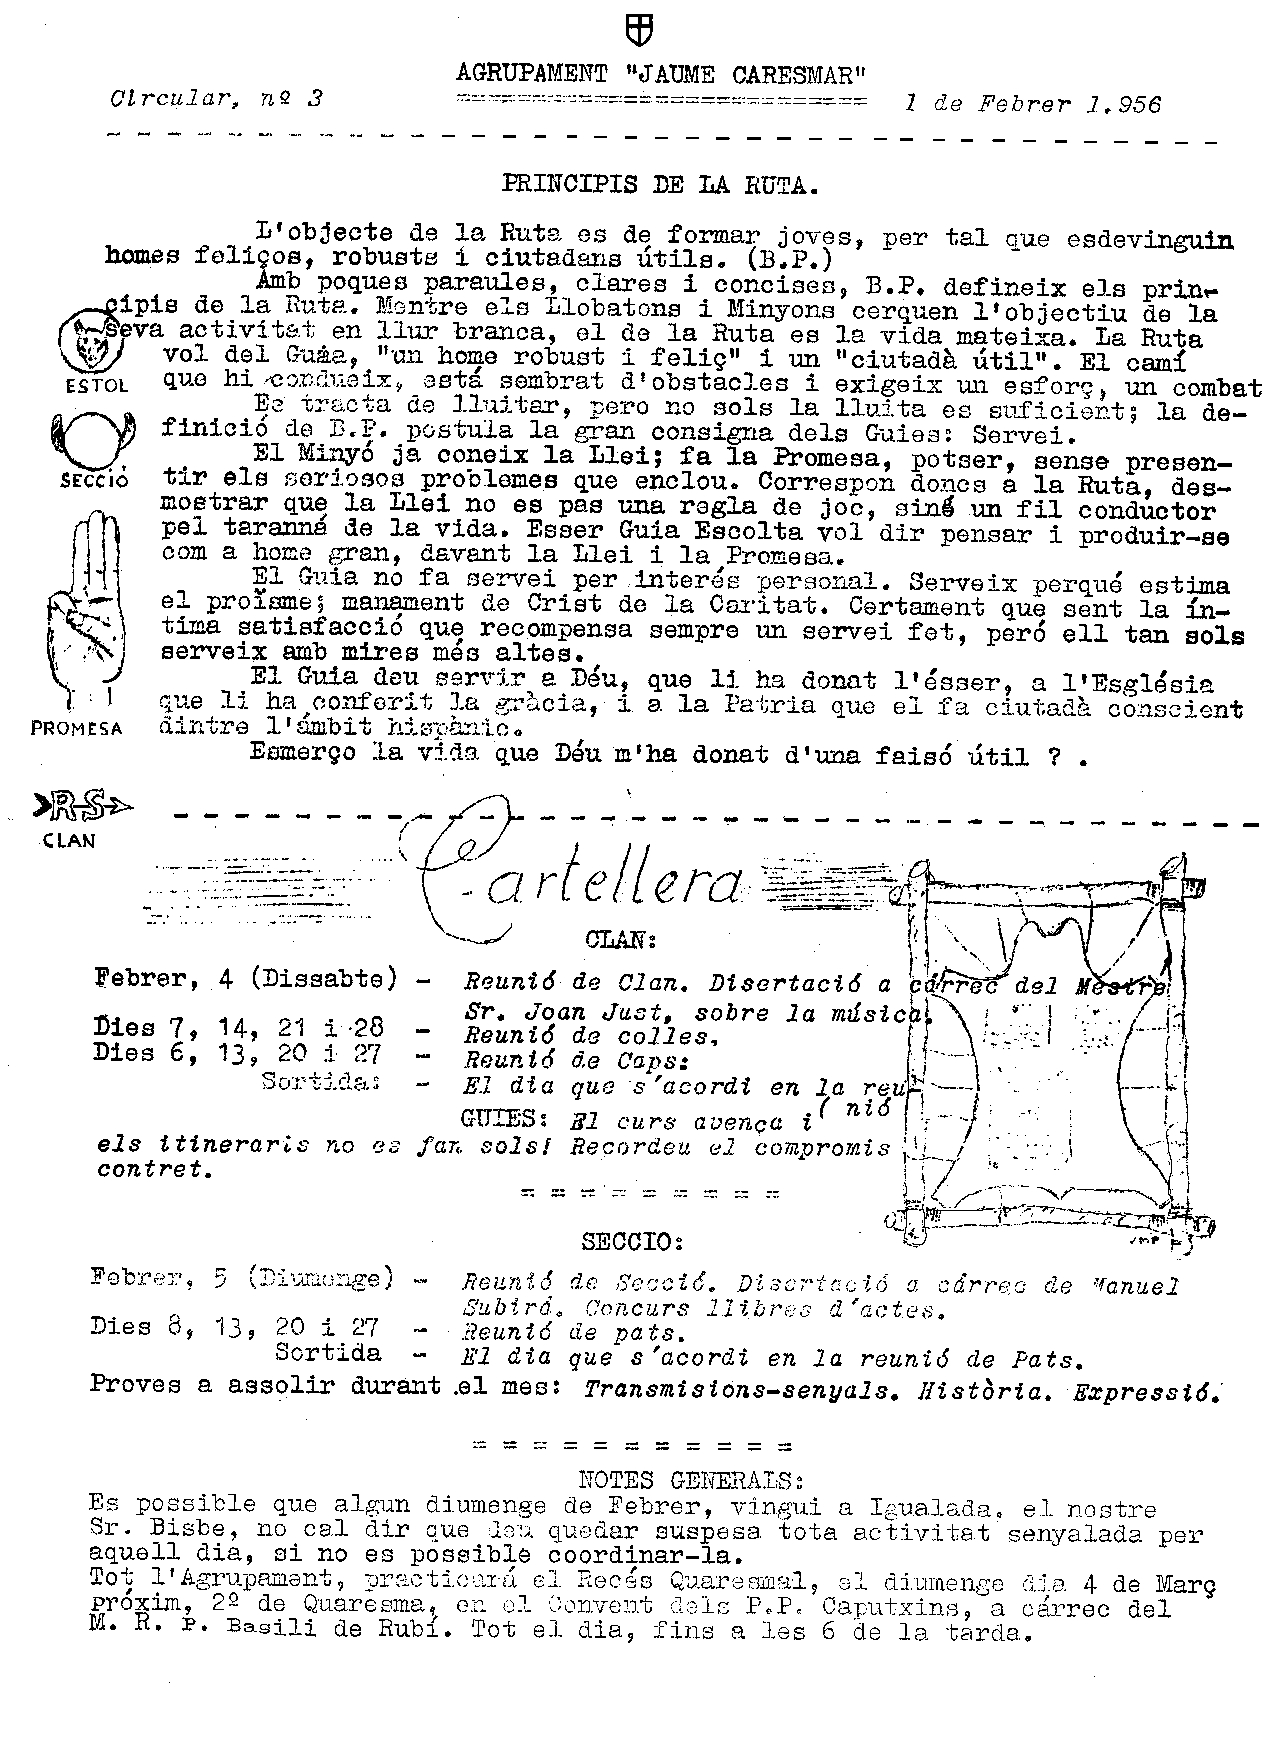 AGRUPAMENT "JAUME CARESMAR"
Circular, nº 3
1 de Febrer 1.956
PRINCIPIS DE LA RUTA.
L'objecte de la Ruta es de formar joves, per tal que esdevinguin
homes feliços, robusts i ciutadans útils. (B.P.)
Amb poques paraules, clares i concises, B.P. defineix els prin-
cipis de la Ruta. Mentre els Llobatons i Minyons cerquen l'objectiu de la
seva activitat en llur branca, el de la Ruta es la vida mateixa. La Ruta
vol del Guía, "un home robust i feliç" i un "ciutadà útil". El camí
que hi condueix, está sembrat d'obstacles i exigeix un esforç, un combat
Es tracta de lluitar, pero no sols la lluita es suficient; la de-
finició de B.P. postula la gran consigna dels Guies: Servei.
El Minyó ja coneix la Llei; fa la Promesa, potser, sense presen-
tir els seriosos problemes que enclou. Correspon doncs a la Ruta, des-
mostrar que la Llei no es pas una regla de joc, sinó un fil conductor
pel taranná de la vida. Esser Guia Escolta vol dir pensar i produir-se
com a home gran, davant la Llei i la Promesa.
El Guia no fa servei per interés personal. Serveix perqué estima
el proïsme; manament de Crist de la Caritat. Certament que sent la ín-
tima satisfacció que recompensa sempre un servei fet, peró ell tan sols
serveix amb mires més altes.
El Guia deu servir a Déu, que li ha donat l'ésser, a l'Església
que li ha conferit la gràcia, i a la Patria que el fa ciutadà conscient
dintre l'ámbit hispànic.
Esmerço la vida que Déu m'ha donat d'una faisó útil ? .
ESTOL
SECCIÓ
PROMESA
R-S
CLAN
Cartellera
CLAN:
Febrer, 4 (Dissabte) - Reunió de Clan. Disertació a cárrec del Mestre
Sr. Joan Just, sobre la música.
Dies 7, 14, 21 i 28 - Reunió de colles.
Dies 6, 13, 20 i 27 - Reunió de Caps:
Sortida: - El dia que s'acordi en la reu
( nió
GUIES: El curs avença i
els itineraris no es fan sols! Recordeu el compromis
contret.
SECCIO:
Febrer, 5 (Diumenge) - Reunió de Secció. Disertació a cárrec de Manuel
Subirá. Concurs llibres d'actes.
Dies 8, 13, 20 i 27 - Reunió de pats.
Sortida - El dia que s'acordi en la reunió de Pats.
Proves a assolir durant el mes: Transmisions-senyals. Història. Expressió.
NOTES GENERALS:
Es possible que algun diumenge de Febrer, vingui a Igualada, el nostre
Sr. Bisbe, no cal dir que deu quedar suspesa tota activitat senyalada per
aquell dia, si no es possible coordinar-la.
Tot l'Agrupament, practicará el Recés Quaresmal, el diumenge dia 4 de Març
próxim, 2º de Quaresma, en el Convent dels P.P. Caputxins, a cárrec del
M. R. P. Basili de Rubí. Tot el dia, fins a les 6 de la tarda.